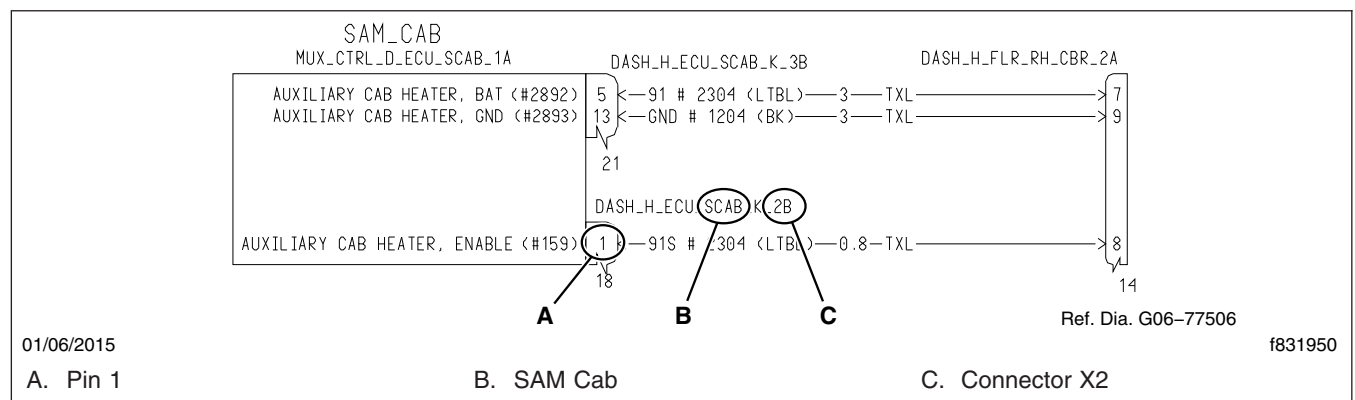 SAM_CAB
MUX_CTRL_D_ECU_SCAB_1A DASH_H_ECU_SCAB_K_3B DASH_H_FLR_RH_CBR_2A
AUXILIARY CAB HEATER, BAT (#2892) 5 91 # 2304 (LTBL) 3 TXL 7
AUXILIARY CAB HEATER, GND (#2893) 13 GND # 1204 (BK) 3 TXL 9
21
DASH_H_ECU_SCAB_K_2B
AUXILIARY CAB HEATER, ENABLE (#159) 1 91S # 2304 (LTBL) 0.8 TXL 8
18 14
A B C
Ref. Dia. G06–77506
01/06/2015 f831950
A. Pin 1 B. SAM Cab C. Connector X2